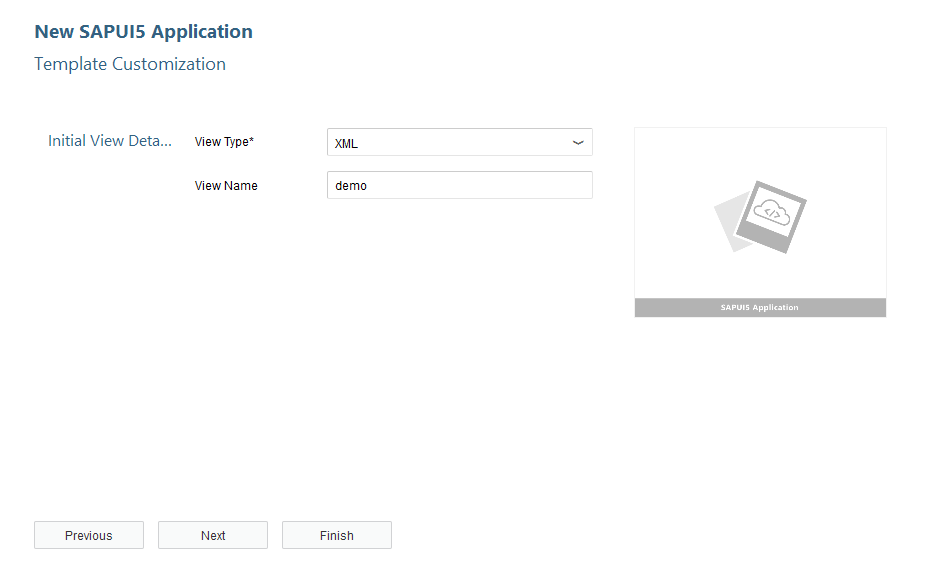 New SAPUI5 Application
Template Customization
Initial View Deta...
View Type*
XML
View Name
demo
</>
SAPUI5 Application
Previous
Next
Finish